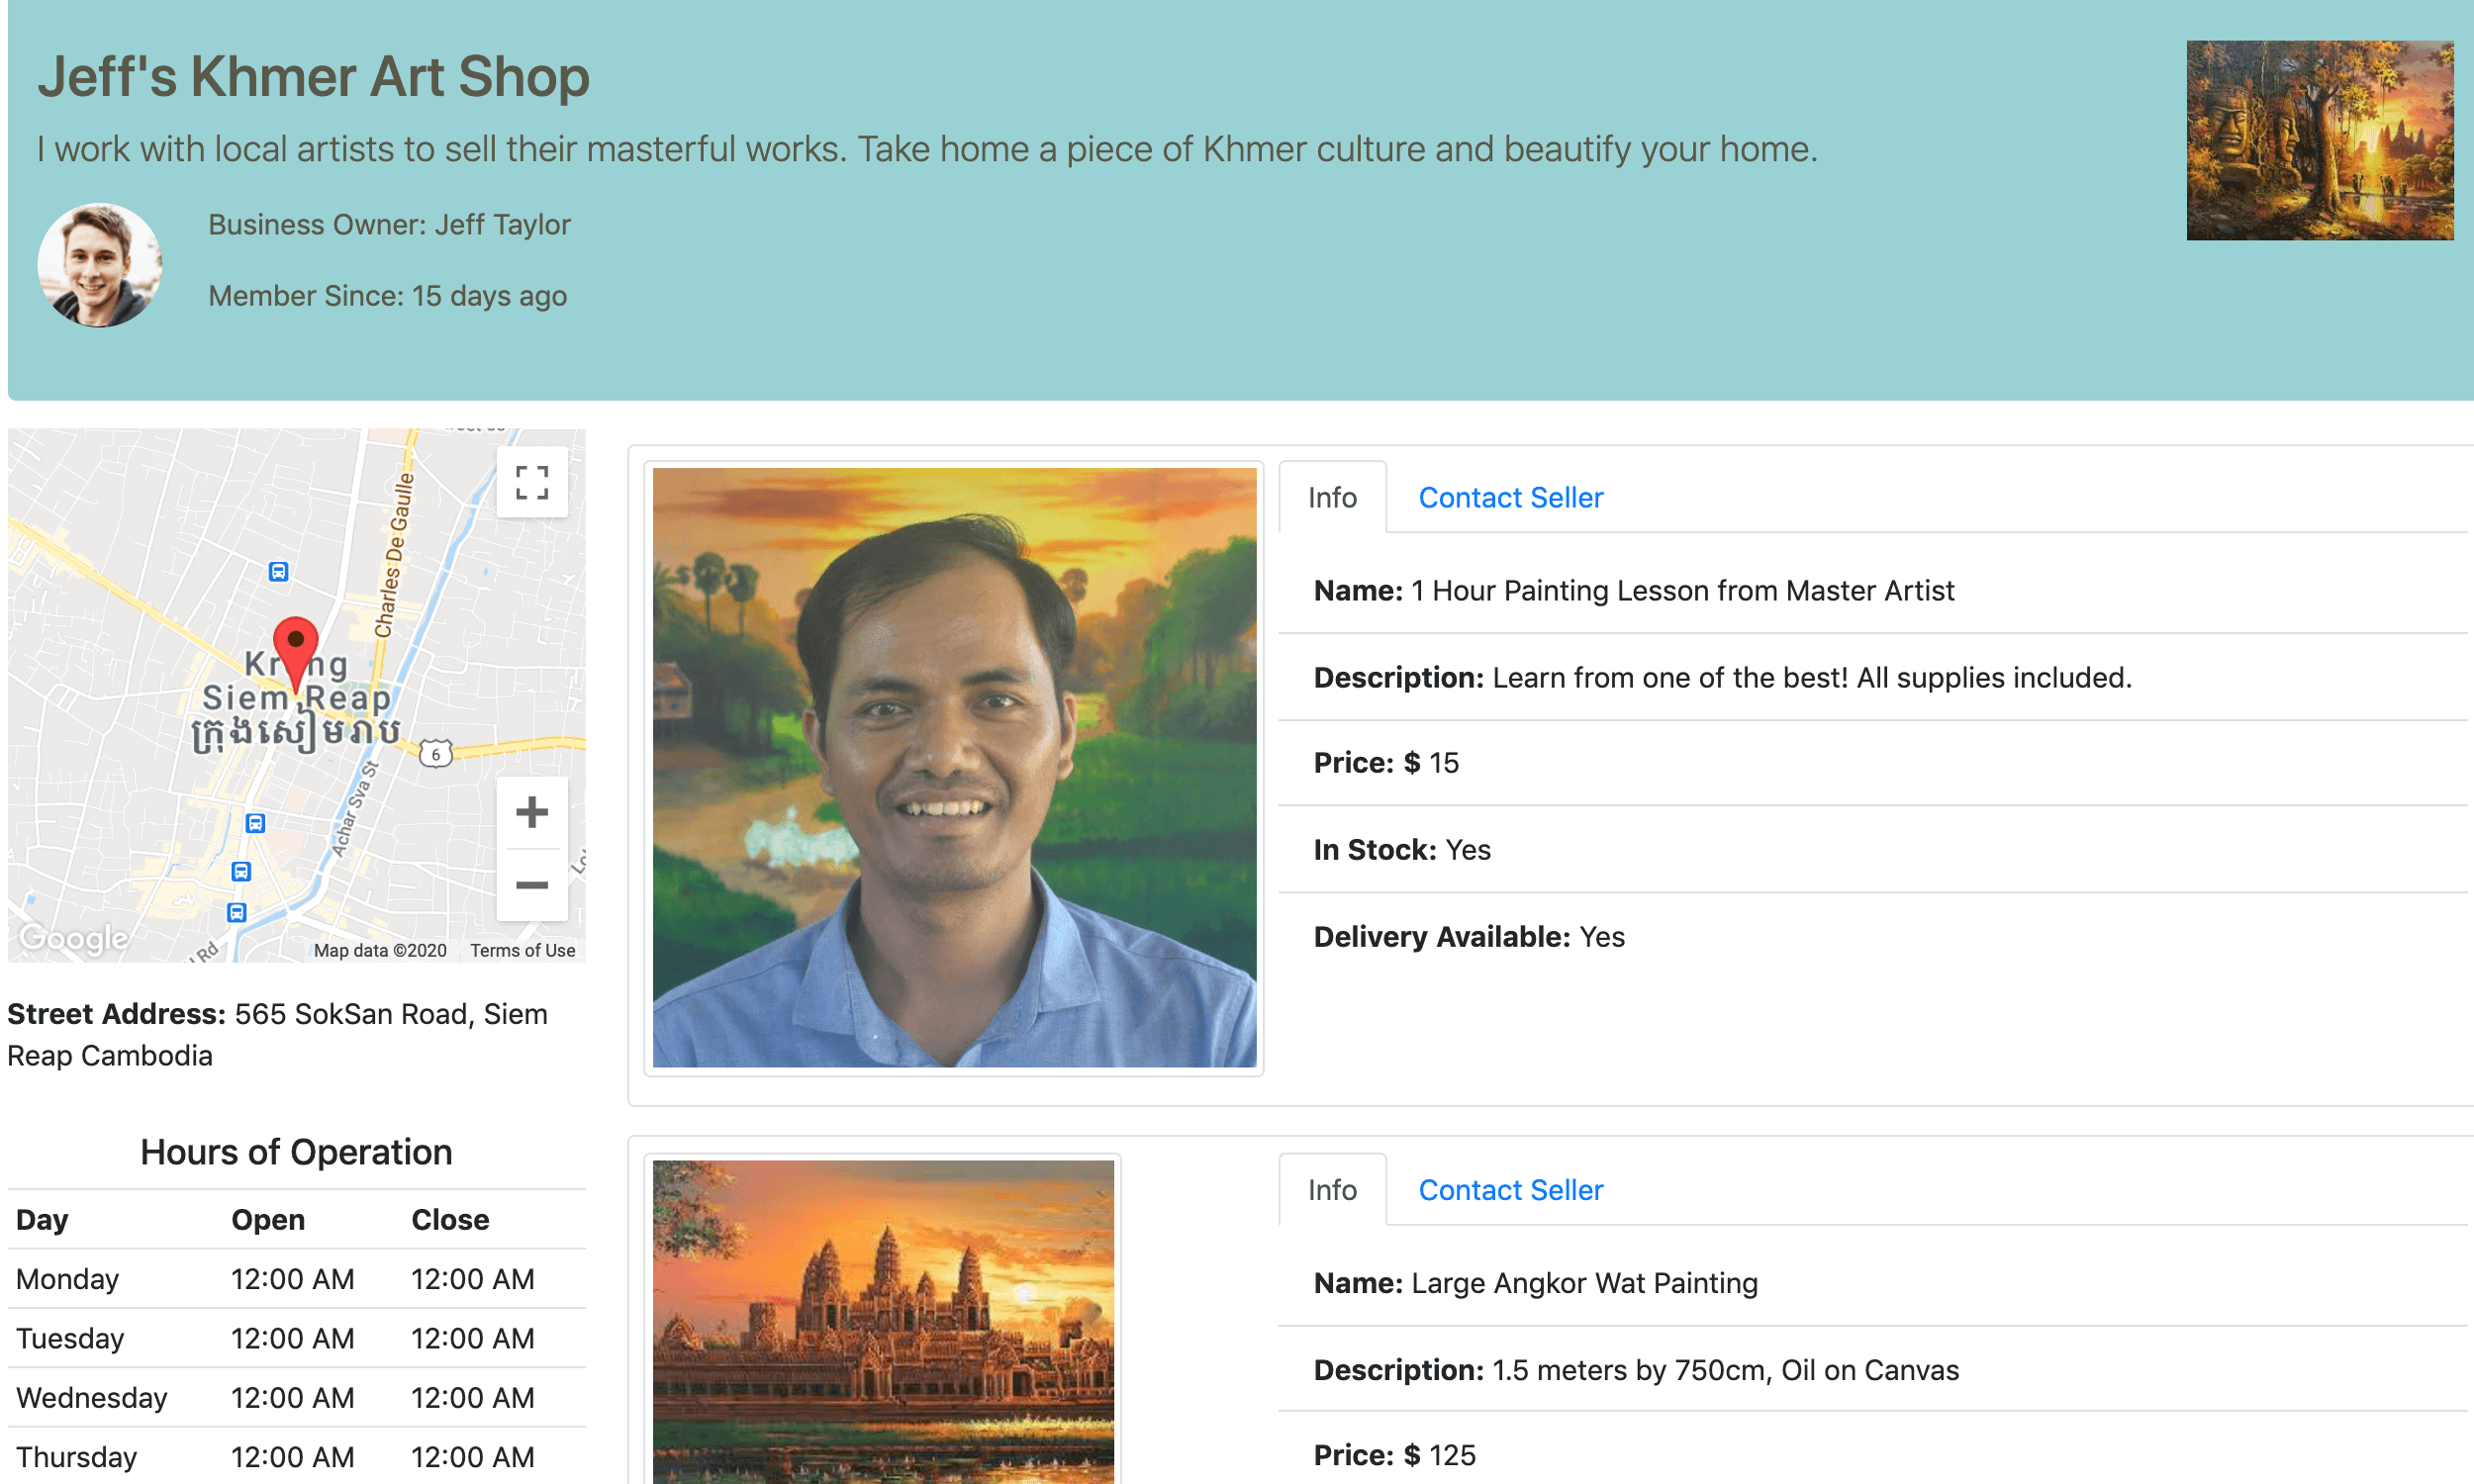 Jeff's Khmer Art Shop
I work with local artists to sell their masterful works. Take home a piece of Khmer culture and beautify your home.
Business Owner: Jeff Taylor
Member Since: 15 days ago
Charles De Gaulle
Krong
Siem Reap
ក្រុងសៀមរាប
6
Achar Sva St
Rd
Google
Map data ©2020 Terms of Use
Street Address: 565 SokSan Road, Siem
Reap Cambodia
Hours of Operation
Day Open Close
Monday 12:00 AM 12:00 AM
Tuesday 12:00 AM 12:00 AM
Wednesday 12:00 AM 12:00 AM
Thursday 12:00 AM 12:00 AM
Info Contact Seller
Name: 1 Hour Painting Lesson from Master Artist
Description: Learn from one of the best! All supplies included.
Price: $ 15
In Stock: Yes
Delivery Available: Yes
Info Contact Seller
Name: Large Angkor Wat Painting
Description: 1.5 meters by 750cm, Oil on Canvas
Price: $ 125